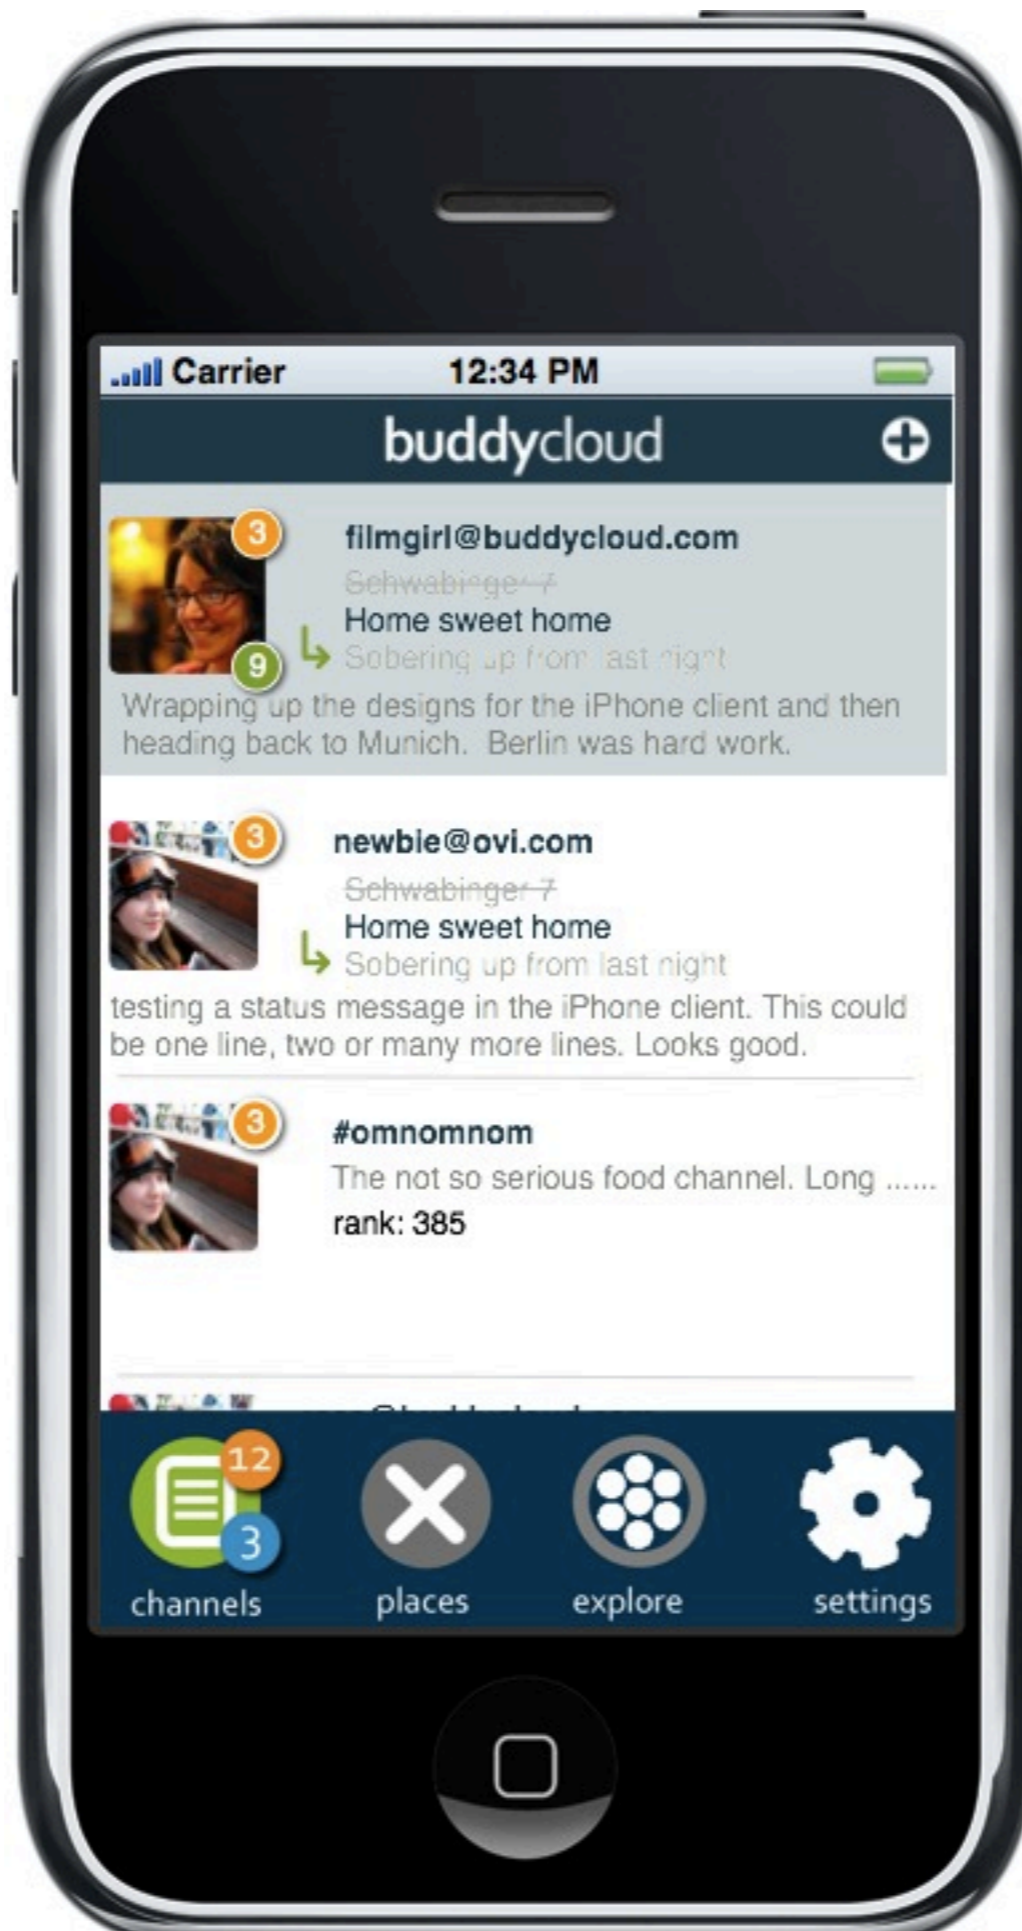 Carrier 12:34 PM
buddycloud
3
filmgirl@buddycloud.com
Schwabinger 7
Home sweet home
9
Sobering up from last night
Wrapping up the designs for the iPhone client and then
heading back to Munich. Berlin was hard work.
3
newbie@ovi.com
Schwabinger 7
Home sweet home
Sobering up from last night
testing a status message in the iPhone client. This could
be one line, two or many more lines. Looks good.
3
#omnomnom
The not so serious food channel. Long ......
rank: 385
12
3
channels places explore settings